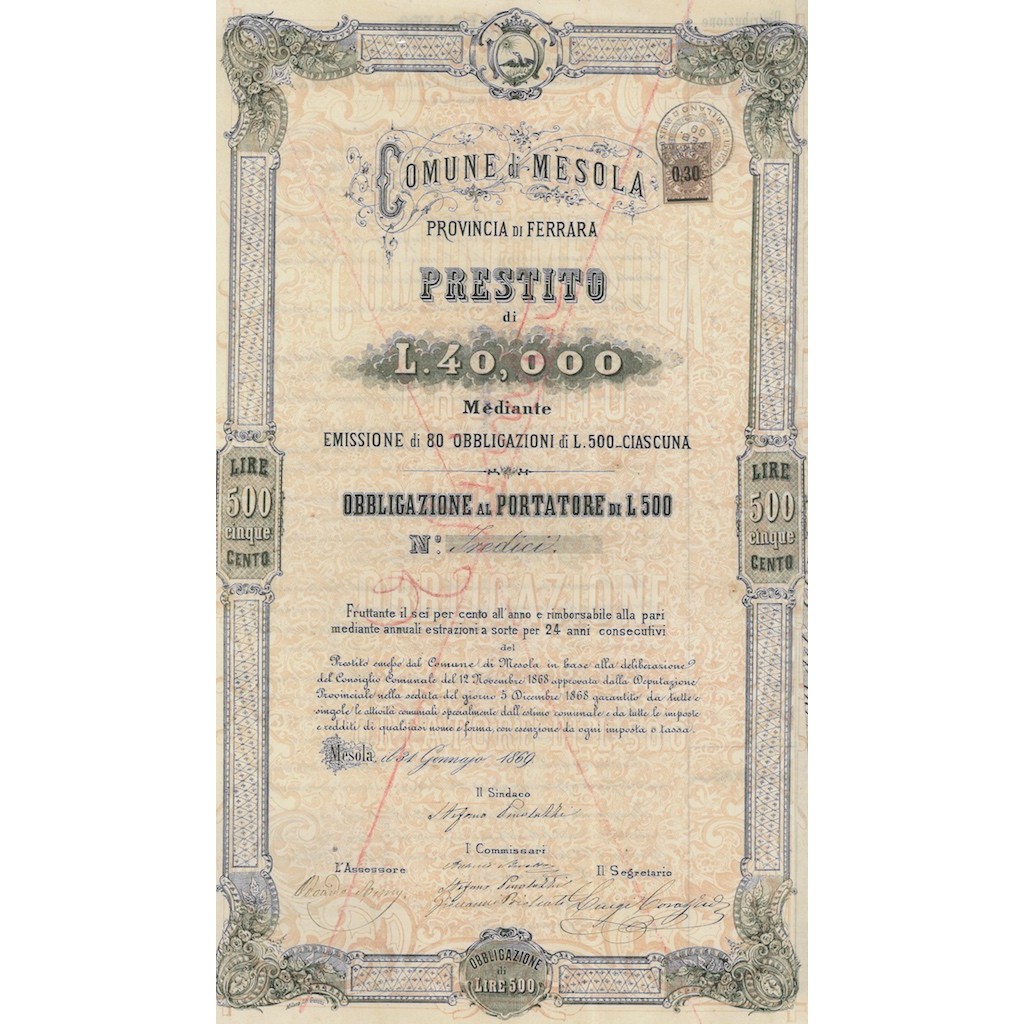 COMUNE di MESOLA
0,30
PROVINCIA DI FERRARA
PRESTITO
di
L.40,000
Mediante
EMISSIONE di 80 OBBLIGAZIONI di L.500 CIASCUNA
LIRE
500
cinque
CENTO
LIRE
500
cinque
CENTO
OBBLIGAZIONE AL PORTATORE DI L 500
N.º Tredici.
Fruttante il sei per cento all'anno e rimborsabile alla pari
mediante annuali estrazioni a sorte per 24 anni consecutivi
del
Prestito emesso dal Comune di Mesola in base alla deliberazione
del Consiglio Comunale del 12 Novembre 1868 approvata dalla Deputazione
Provinciale nella seduta del giorno 5 Dicembre 1868 garantito da tutte e
singole le attività comunali specialmente dall'estimo comunale e da tutte le imposte
e redditi di qualsiasi nome e forma, con esenzione da ogni imposta o tassa.
Mesola, il 31 Gennajo 1869.
Il Sindaco
Stefano
I Commissari
L'Assessore
Il Segretario
Stefano
Giovanni
Luigi
OBBLIGAZIONE
di
LIRE 500